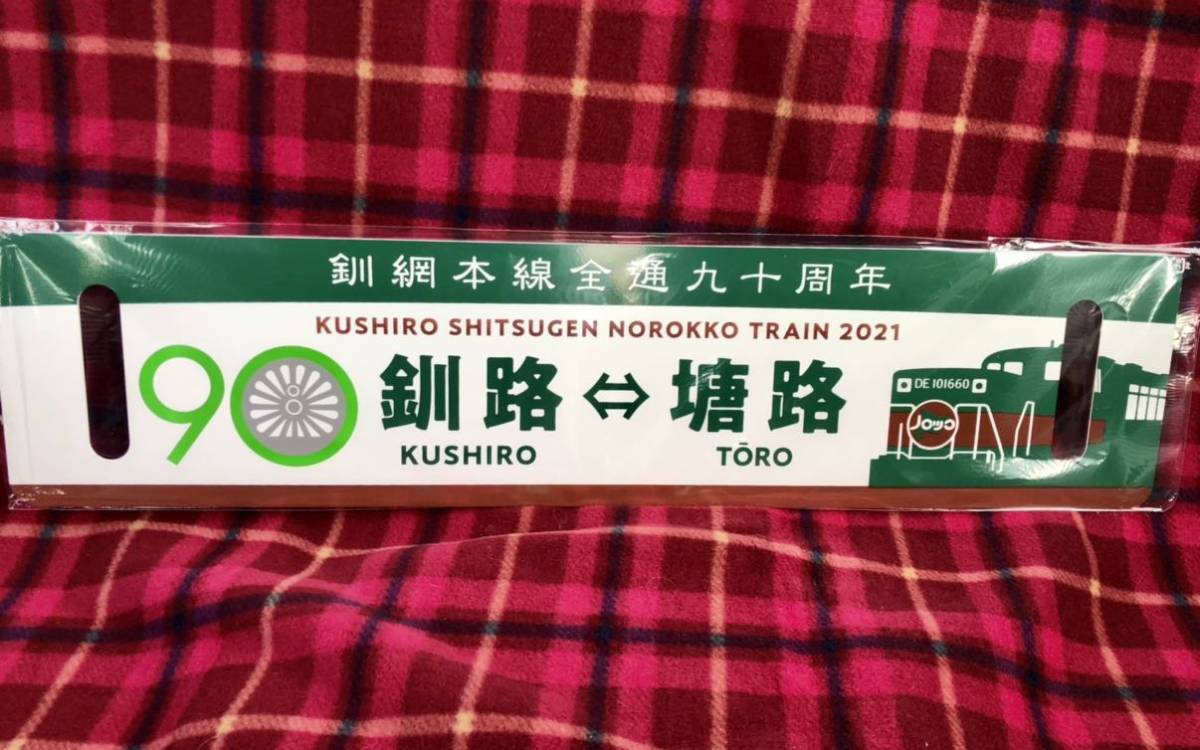 釧網本線全通九十周年
KUSHIRO SHITSUGEN NOROKKO TRAIN 2021
90 釧路⇔塘路
KUSHIRO TŌRO
DE 101660
ノロッコ